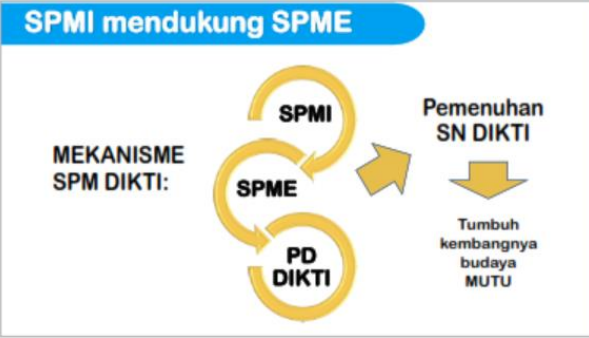 SPMI mendukung SPME
MEKANISME
SPM DIKTI:
SPMI
SPME
PD
DIKTI
Pemenuhan
SN DIKTI
Tumbuh
kembangnya
budaya
MUTU